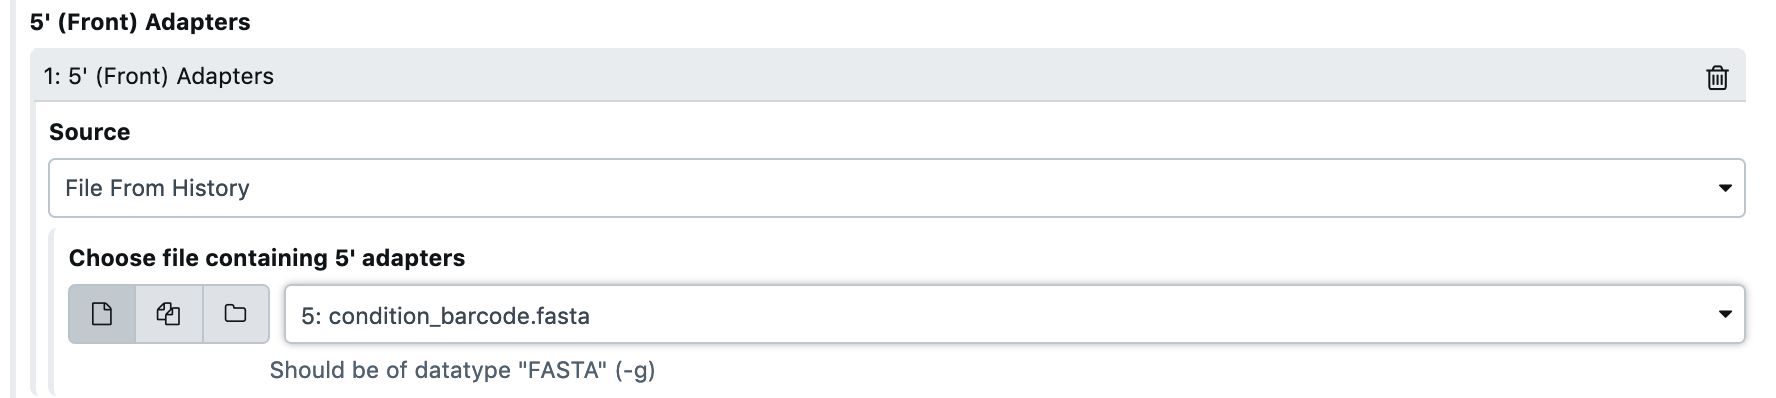 5' (Front) Adapters
1: 5' (Front) Adapters
Source
File From History
Choose file containing 5' adapters
5: condition_barcode.fasta
Should be of datatype "FASTA" (-g)